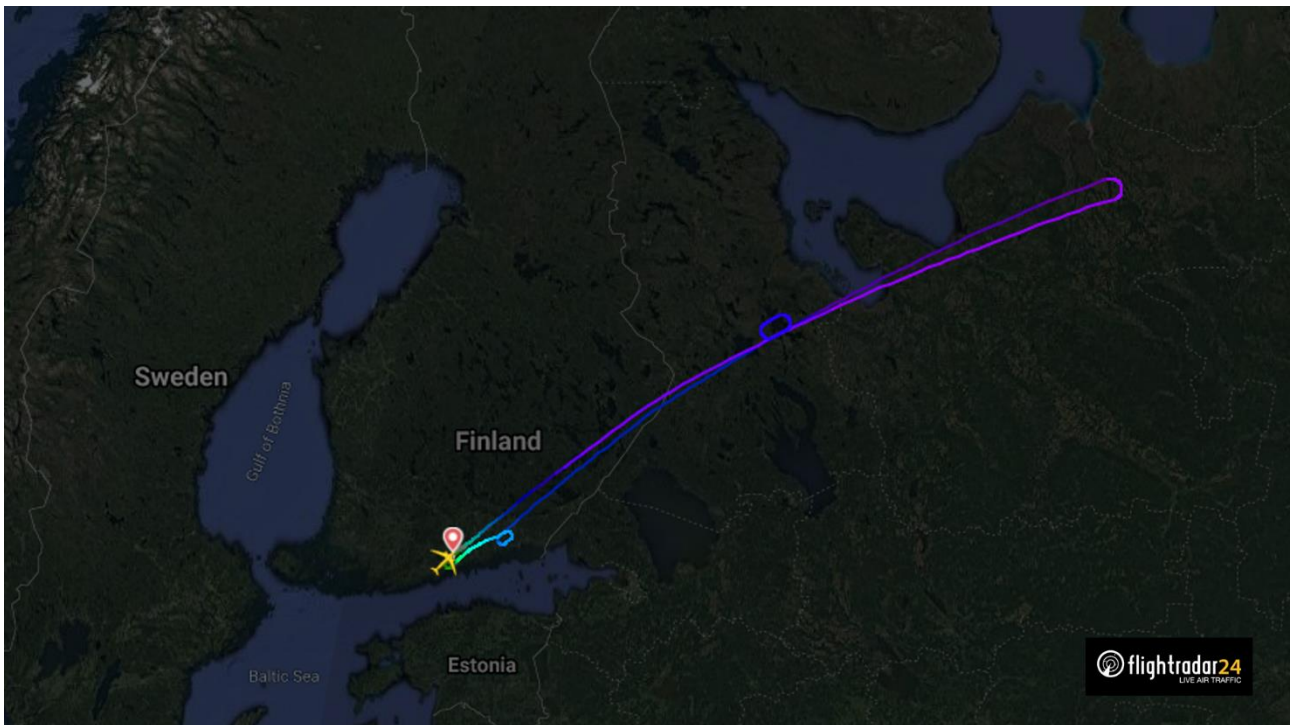 Sweden
Gulf of Bothnia
Finland
Estonia
Baltic Sea
flightradar24
LIVE AIR TRAFFIC